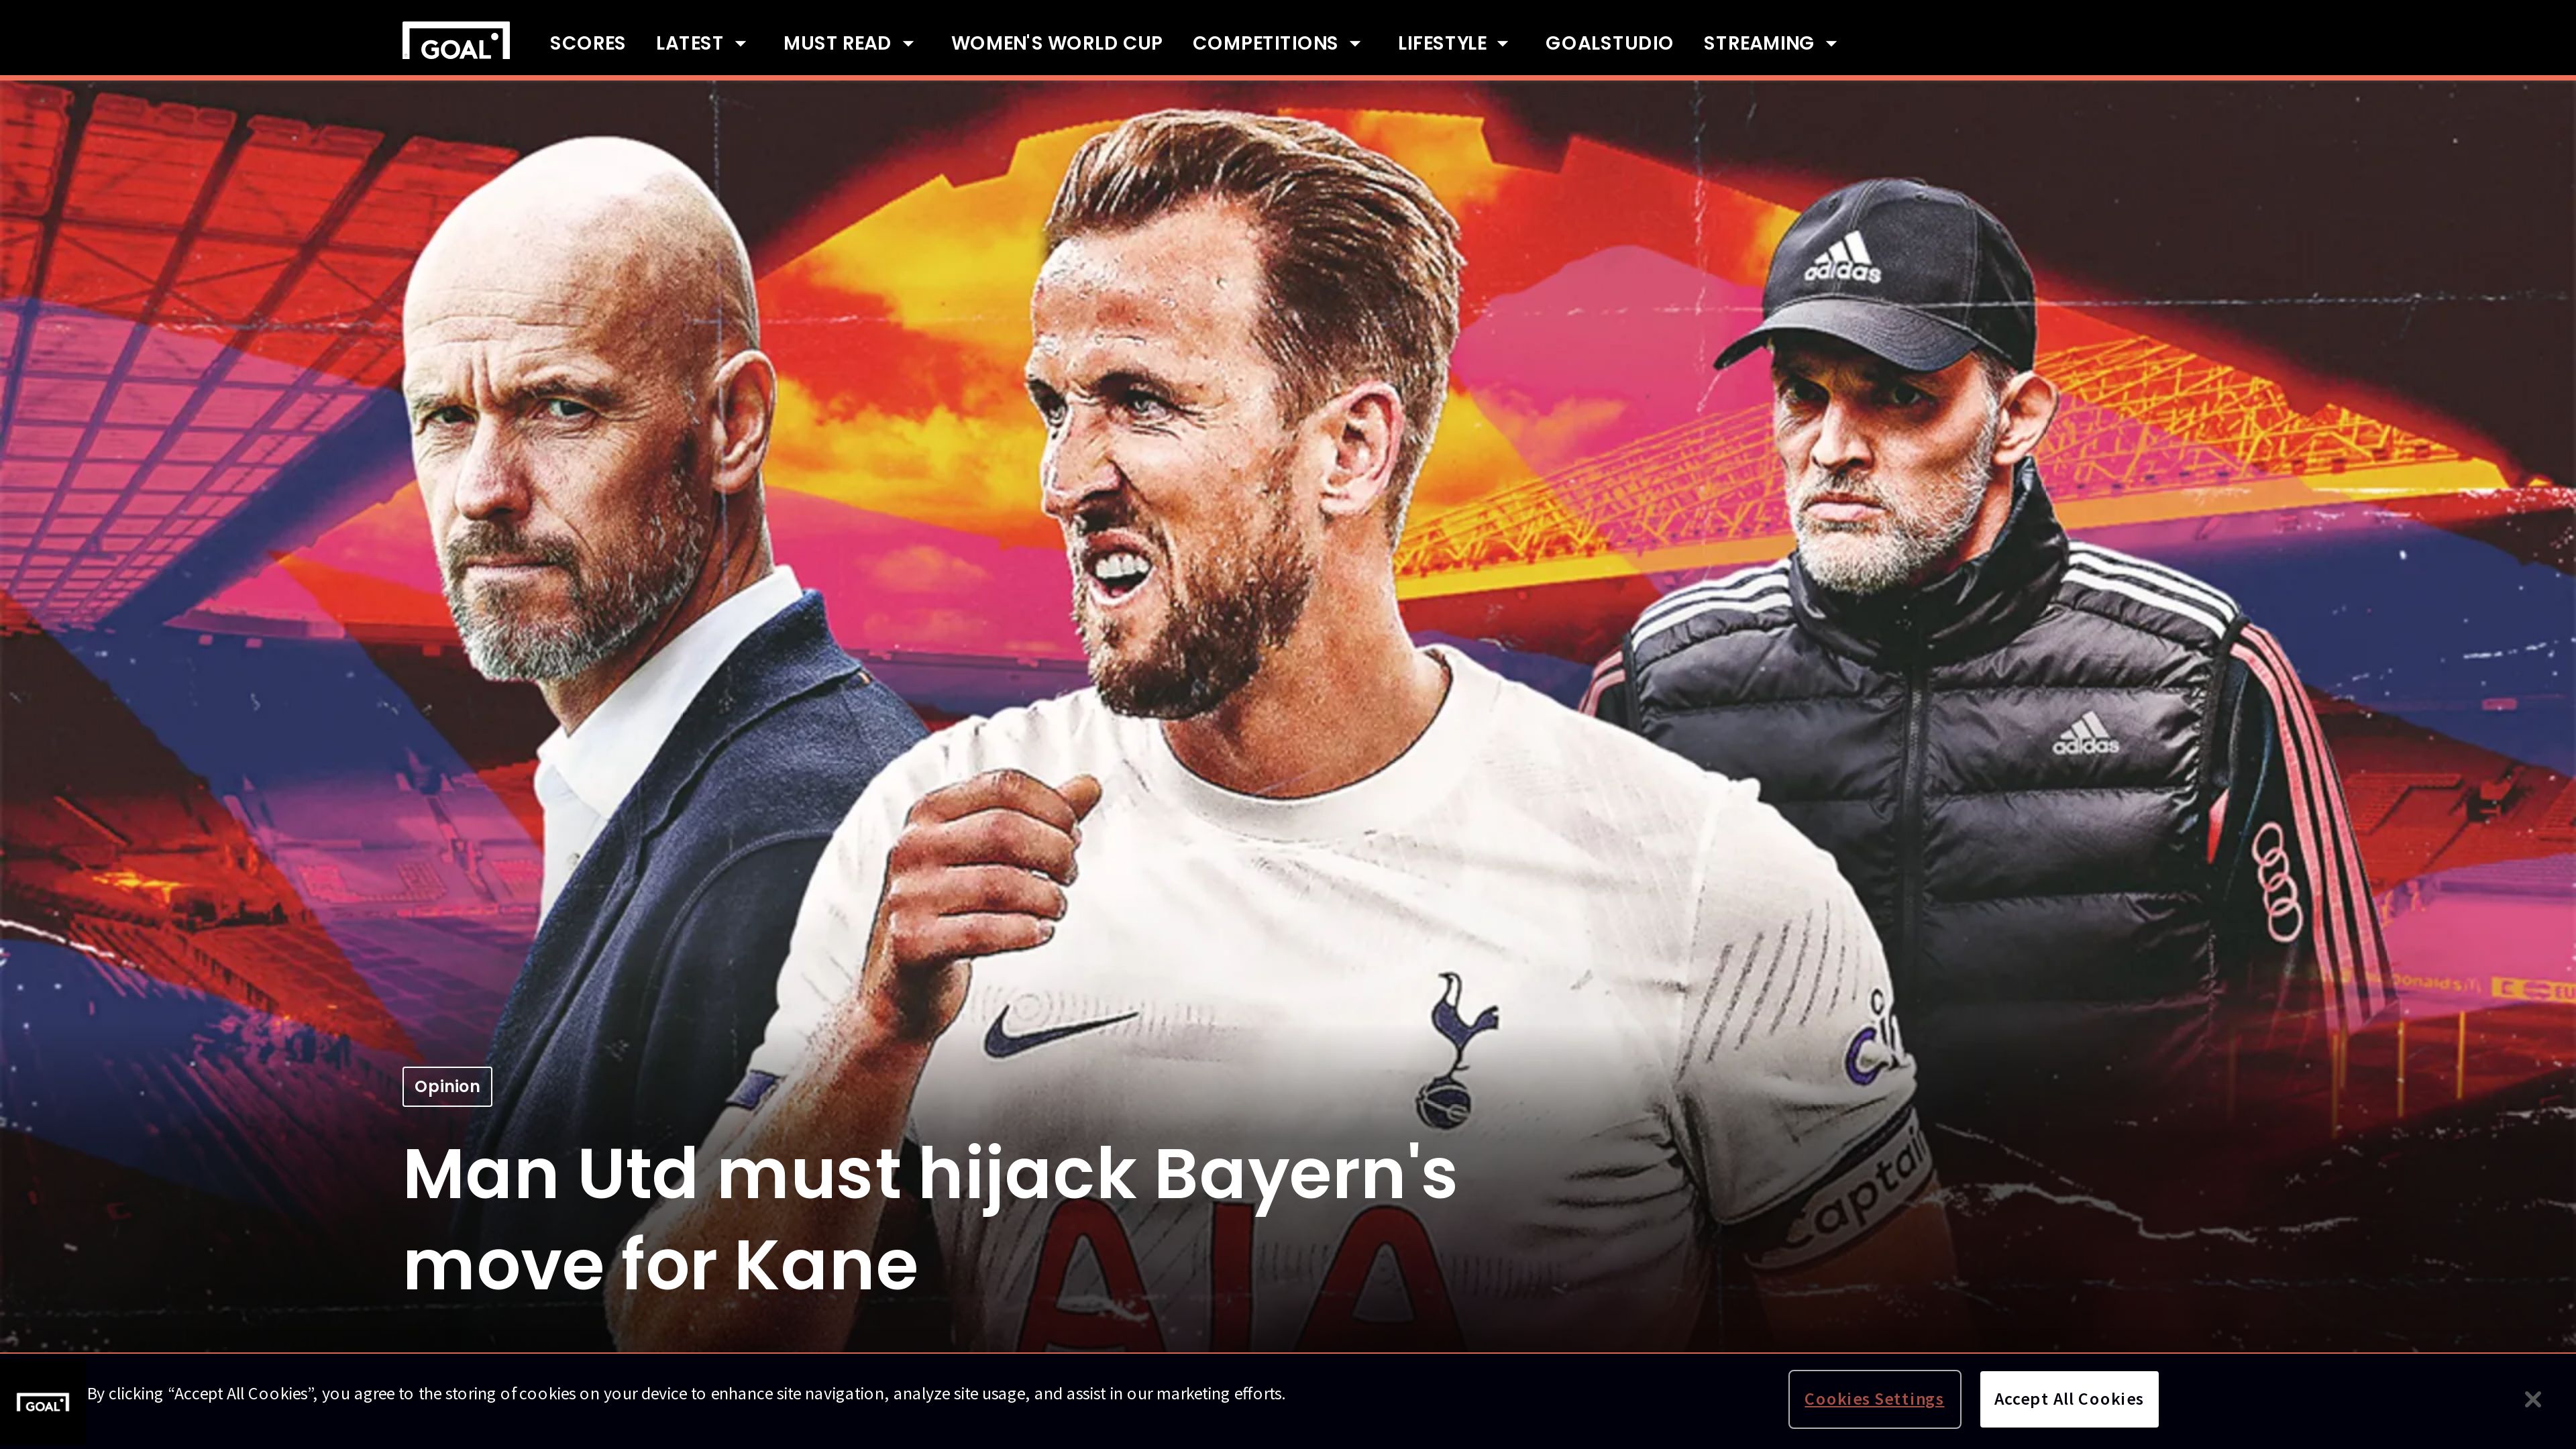 GOAL
SCORES
LATEST
MUST READ
WOMEN'S WORLD CUP
COMPETITIONS
LIFESTYLE
GOALSTUDIO
STREAMING
adidas
adidas
Opinion
Captain
Man Utd must hijack Bayern's
move for Kane
AIA
GOAL
By clicking “Accept All Cookies”, you agree to the storing of cookies on your device to enhance site navigation, analyze site usage, and assist in our marketing efforts.
Cookies Settings
Accept All Cookies